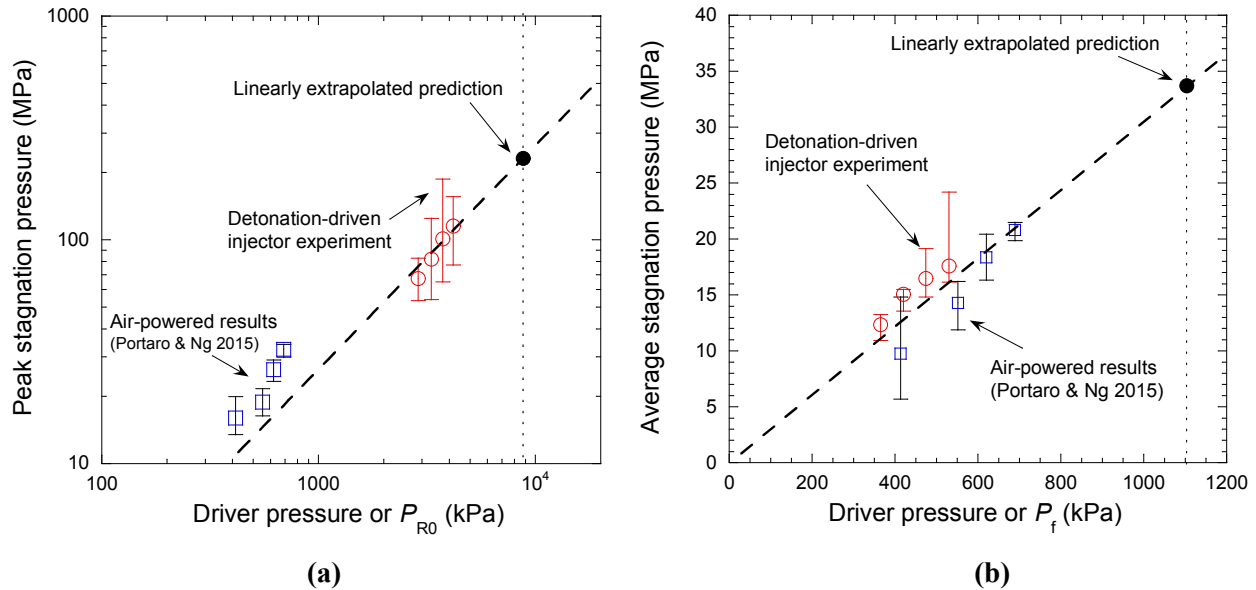 1000
100
10
100
1000
10⁴
Peak stagnation pressure (MPa)
Driver pressure or P_R0 (kPa)
Linearly extrapolated prediction
Detonation-driven
injector experiment
Air-powered results
(Portaro & Ng 2015)
(a)
40
35
30
25
20
15
10
5
0
0
200
400
600
800
1000
1200
Average stagnation pressure (MPa)
Driver pressure or P_f (kPa)
Linearly extrapolated prediction
Detonation-driven
injector experiment
Air-powered results
(Portaro & Ng 2015)
(b)